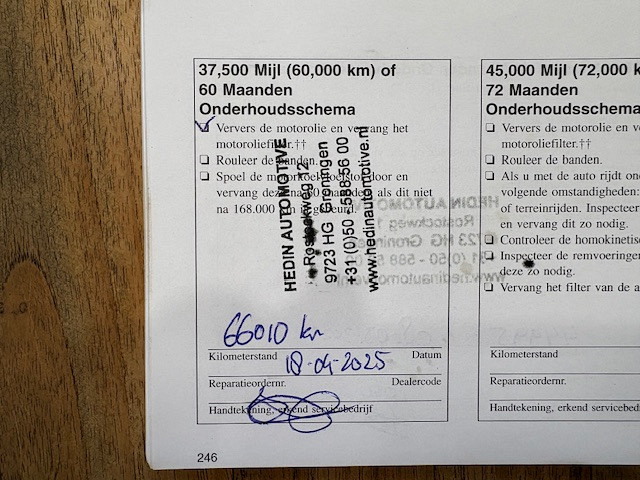 37,500 Mijl (60,000 km) of
60 Maanden
Onderhoudsschema
❏ Ververs de motorolie en vervang het
motoroliefilter.††
❏ Rouleer de banden.
❏ Spoel de motorkoelvloeistof door en
vervang deze na 60 maanden als dit niet
na 168.000 km is gebeurd.
HEDIN AUTOMOTIVE
Rostockweg 12
9723 HG Groningen
+31 (0)50 - 588 56 00
www.hedinautomotive.nl
66010 km
Kilometerstand Datum
18-04-2025
Reparatieordernr. Dealercode
Handtekening, erkend servicebedrijf
246
45,000 Mijl (72,000 k
72 Maanden
Onderhoudsschema
❏ Ververs de motorolie en v
motoroliefilter.††
❏ Rouleer de banden.
❏ Als u met de auto rijdt ond
volgende omstandigheden:
of terreinrijden. Inspecteer
en vervang dit zo nodig.
❏ Controleer de homokinetis
❏ Inspecteer de remvoeringen
deze zo nodig.
❏ Vervang het filter van de a
Kilometerstand
Reparatieordernr.
Handtekening, erkend servicebed